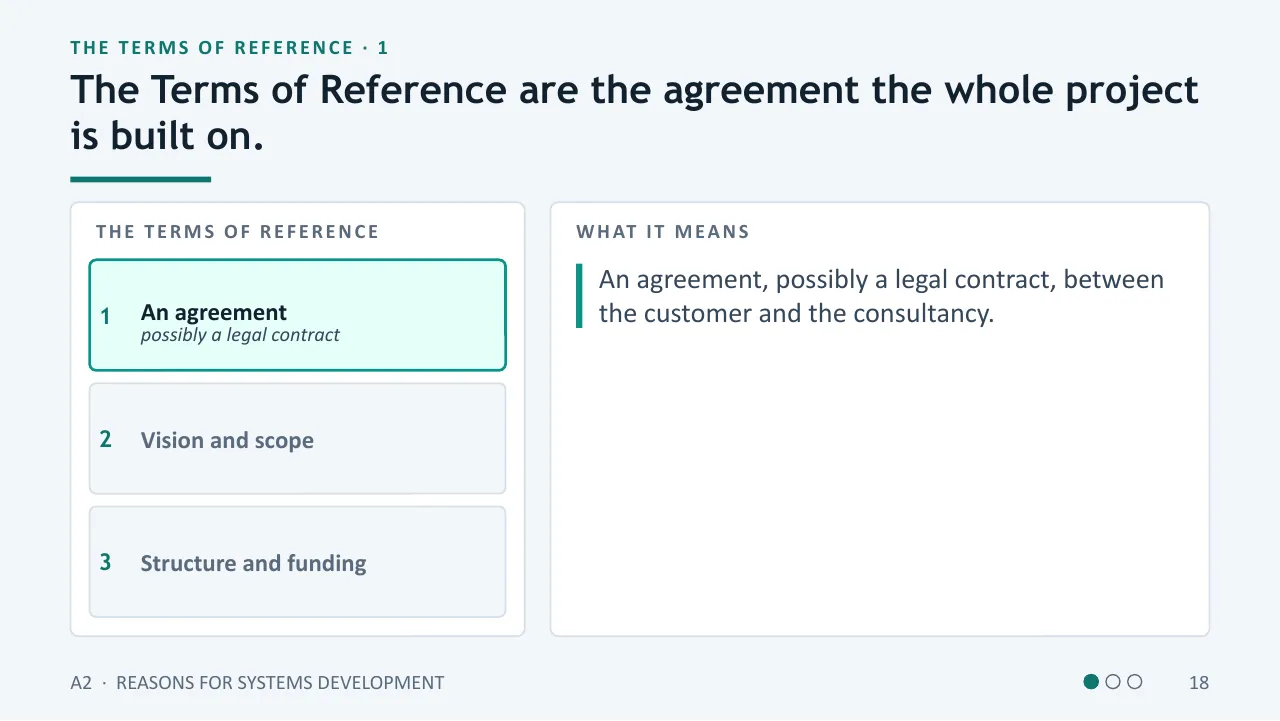 THE TERMS OF REFERENCE · 1
The Terms of Reference are the agreement the whole project
is built on.
THE TERMS OF REFERENCE
1
An agreement
possibly a legal contract
2
Vision and scope
3
Structure and funding
WHAT IT MEANS
An agreement, possibly a legal contract, between
the customer and the consultancy.
A2 · REASONS FOR SYSTEMS DEVELOPMENT
18